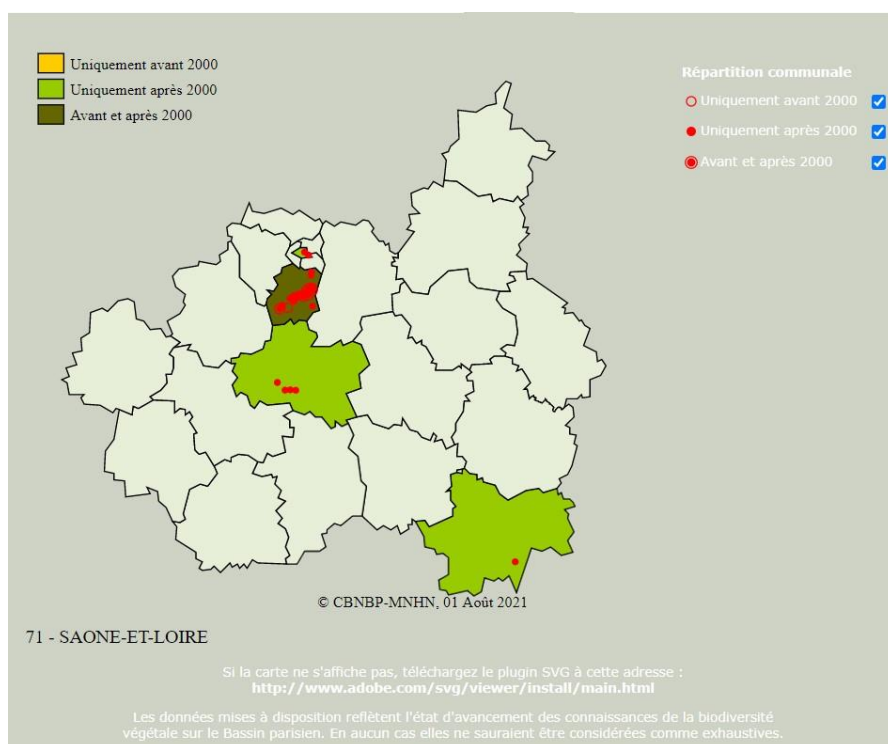 Uniquement avant 2000
Uniquement après 2000
Avant et après 2000
Répartition communale
Uniquement avant 2000
Uniquement après 2000
Avant et après 2000
© CBNBP-MNHN, 01 Août 2021
71 - SAONE-ET-LOIRE
Si la carte ne s'affiche pas, téléchargez le plugin SVG à cette adresse :
http://www.adobe.com/svg/viewer/install/main.html
Les données mises à disposition reflètent l'état d'avancement des connaissances de la biodiversité
végétale sur le Bassin parisien. En aucun cas elles ne sauraient être considérées comme exhaustives.